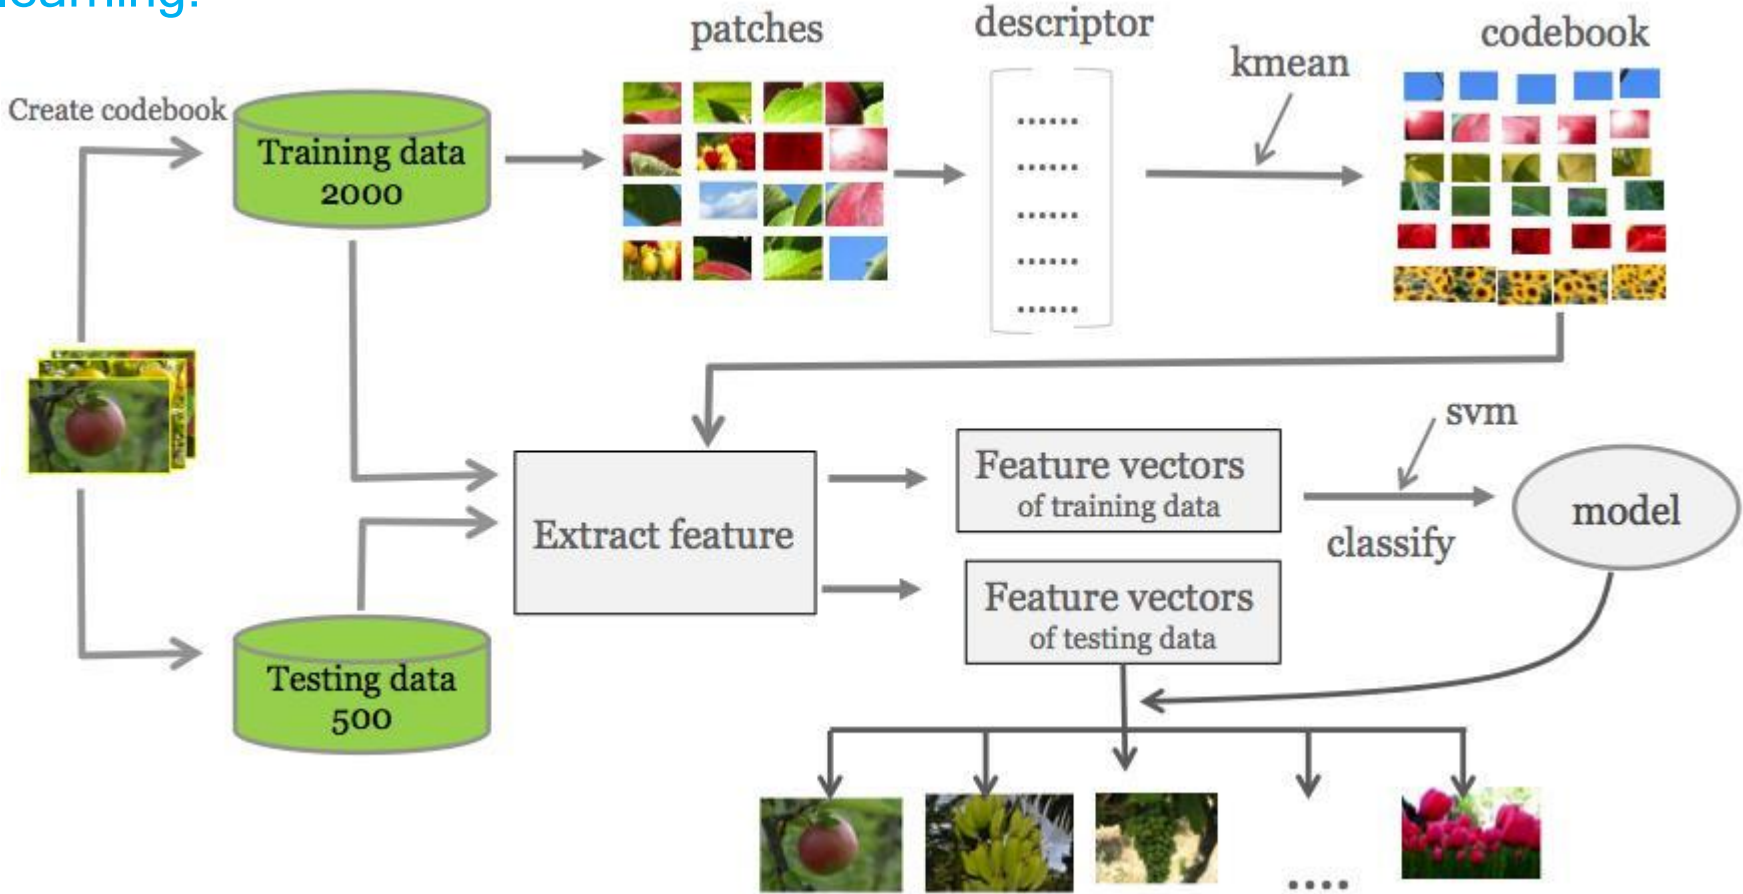 patches
descriptor
codebook
kmean
Create codebook
Training data
2000
......
......
......
......
......
svm
Feature vectors
of training data
Extract feature
model
classify
Feature vectors
of testing data
Testing data
500
....